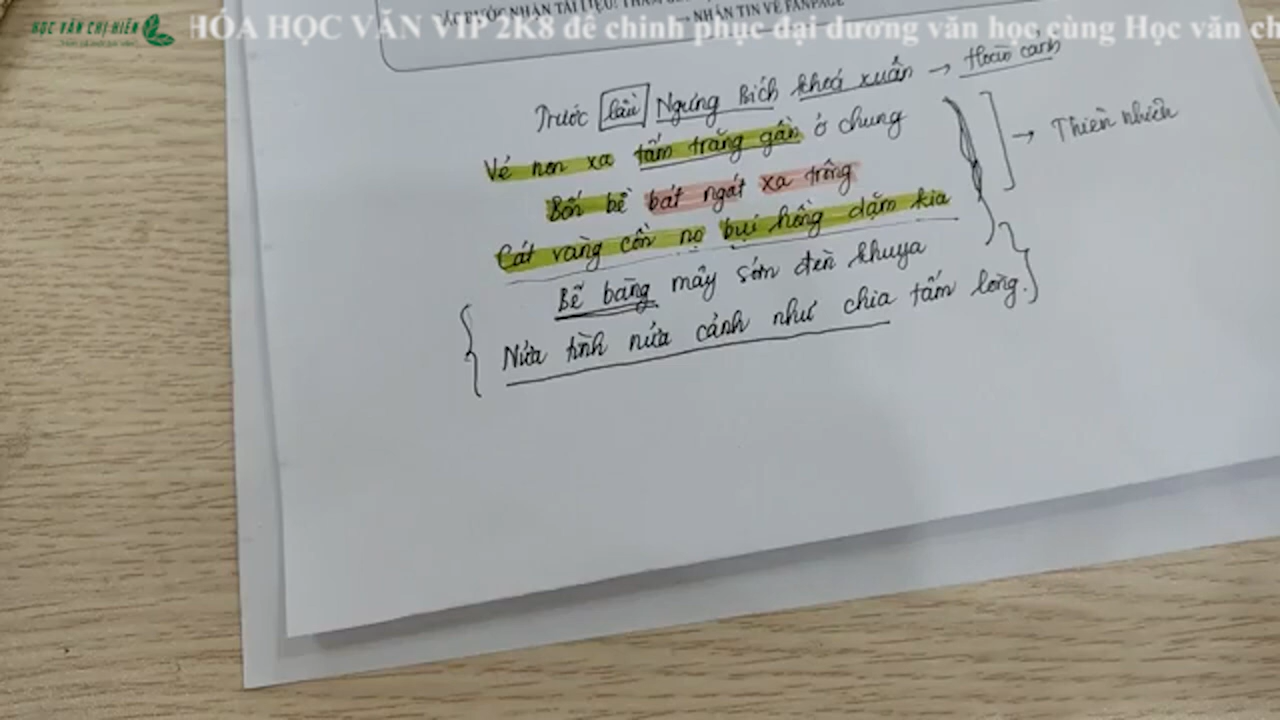 HỌC VĂN CHỊ HIÊN
HÓA HỌC VĂN VIP 2K8 để chinh phục đại dương văn học cùng Học văn ch
NHẮN TIN VỀ FANPAGE
Trước lầu Ngưng Bích khoá xuân → Hoàn cảnh
Vẻ non xa tấm trăng gần ở chung
Bốn bề bát ngát xa trông
→ Thiên nhiên
Cát vàng cồn nọ bụi hồng dặm kia
Bẽ bàng mây sớm đèn khuya
Nửa tình nửa cảnh như chia tấm lòng.